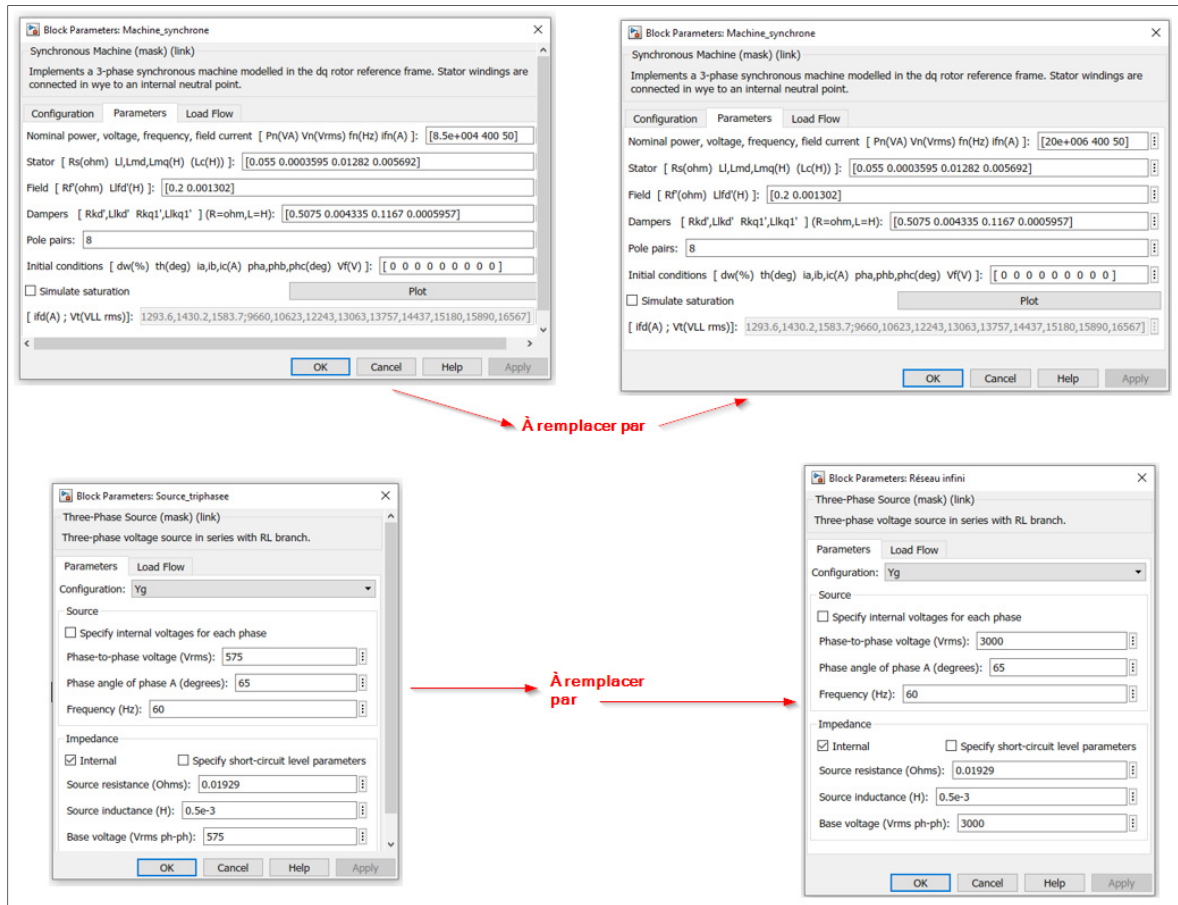 Block Parameters: Machine_synchrone
Synchronous Machine (mask) (link)
Implements a 3-phase synchronous machine modelled in the dq rotor reference frame. Stator windings are
connected in wye to an internal neutral point.
Configuration Parameters Load Flow
Nominal power, voltage, frequency, field current [ Pn(VA) Vn(Vrms) fn(Hz) ifn(A) ]: [8.5e+004 400 50]
Stator [ Rs(ohm) Ll,Lmd,Lmq(H) (Lc(H)) ]: [0.055 0.0003595 0.01282 0.005692]
Field [ Rf'(ohm) Llfd'(H) ]: [0.2 0.001302]
Dampers [ Rkd',Llkd' Rkq1',Llkq1' ] (R=ohm,L=H): [0.5075 0.004335 0.1167 0.0005957]
Pole pairs: 8
Initial conditions [ dw(%) th(deg) ia,ib,ic(A) pha,phb,phc(deg) Vf(V) ]: [ 0 0 0 0 0 0 0 0 0 ]
Simulate saturation Plot
[ ifd(A) ; Vt(VLL rms)]: 1293.6,1430.2,1583.7;9660,10623,12243,13063,13757,14437,15180,15890,16567]
OK Cancel Help Apply
Block Parameters: Machine_synchrone
Synchronous Machine (mask) (link)
Implements a 3-phase synchronous machine modelled in the dq rotor reference frame. Stator windings are
connected in wye to an internal neutral point.
Configuration Parameters Load Flow
Nominal power, voltage, frequency, field current [ Pn(VA) Vn(Vrms) fn(Hz) ifn(A) ]: [20e+006 400 50]
Stator [ Rs(ohm) Ll,Lmd,Lmq(H) (Lc(H)) ]: [0.055 0.0003595 0.01282 0.005692]
Field [ Rf'(ohm) Llfd'(H) ]: [0.2 0.001302]
Dampers [ Rkd',Llkd' Rkq1',Llkq1' ] (R=ohm,L=H): [0.5075 0.004335 0.1167 0.0005957]
Pole pairs: 8
Initial conditions [ dw(%) th(deg) ia,ib,ic(A) pha,phb,phc(deg) Vf(V) ]: [ 0 0 0 0 0 0 0 0 0 ]
Simulate saturation Plot
[ ifd(A) ; Vt(VLL rms)]: 1293.6,1430.2,1583.7;9660,10623,12243,13063,13757,14437,15180,15890,16567]
OK Cancel Help Apply
À remplacer par
Block Parameters: Source_triphasee
Three-Phase Source (mask) (link)
Three-phase voltage source in series with RL branch.
Parameters Load Flow
Configuration: Yg
Source
Specify internal voltages for each phase
Phase-to-phase voltage (Vrms): 575
Phase angle of phase A (degrees): 65
Frequency (Hz): 60
Impedance
Internal Specify short-circuit level parameters
Source resistance (Ohms): 0.01929
Source inductance (H): 0.5e-3
Base voltage (Vrms ph-ph): 575
OK Cancel Help Apply
À remplacer
par
Block Parameters: Réseau infini
Three-Phase Source (mask) (link)
Three-phase voltage source in series with RL branch.
Parameters Load Flow
Configuration: Yg
Source
Specify internal voltages for each phase
Phase-to-phase voltage (Vrms): 3000
Phase angle of phase A (degrees): 65
Frequency (Hz): 60
Impedance
Internal Specify short-circuit level parameters
Source resistance (Ohms): 0.01929
Source inductance (H): 0.5e-3
Base voltage (Vrms ph-ph): 3000
OK Cancel Help Apply